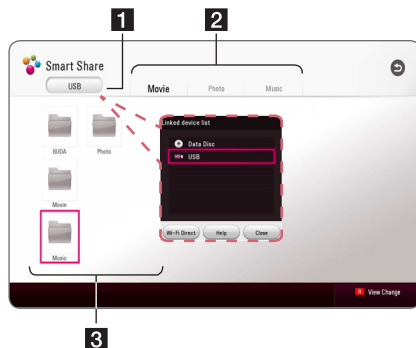 1
2
Smart Share
USB
Movie Photo Music
Linked device list
Data Disc
USB
BUDA Photo
Movie
Wi-Fi Direct Help Close
Music
R View Change
3